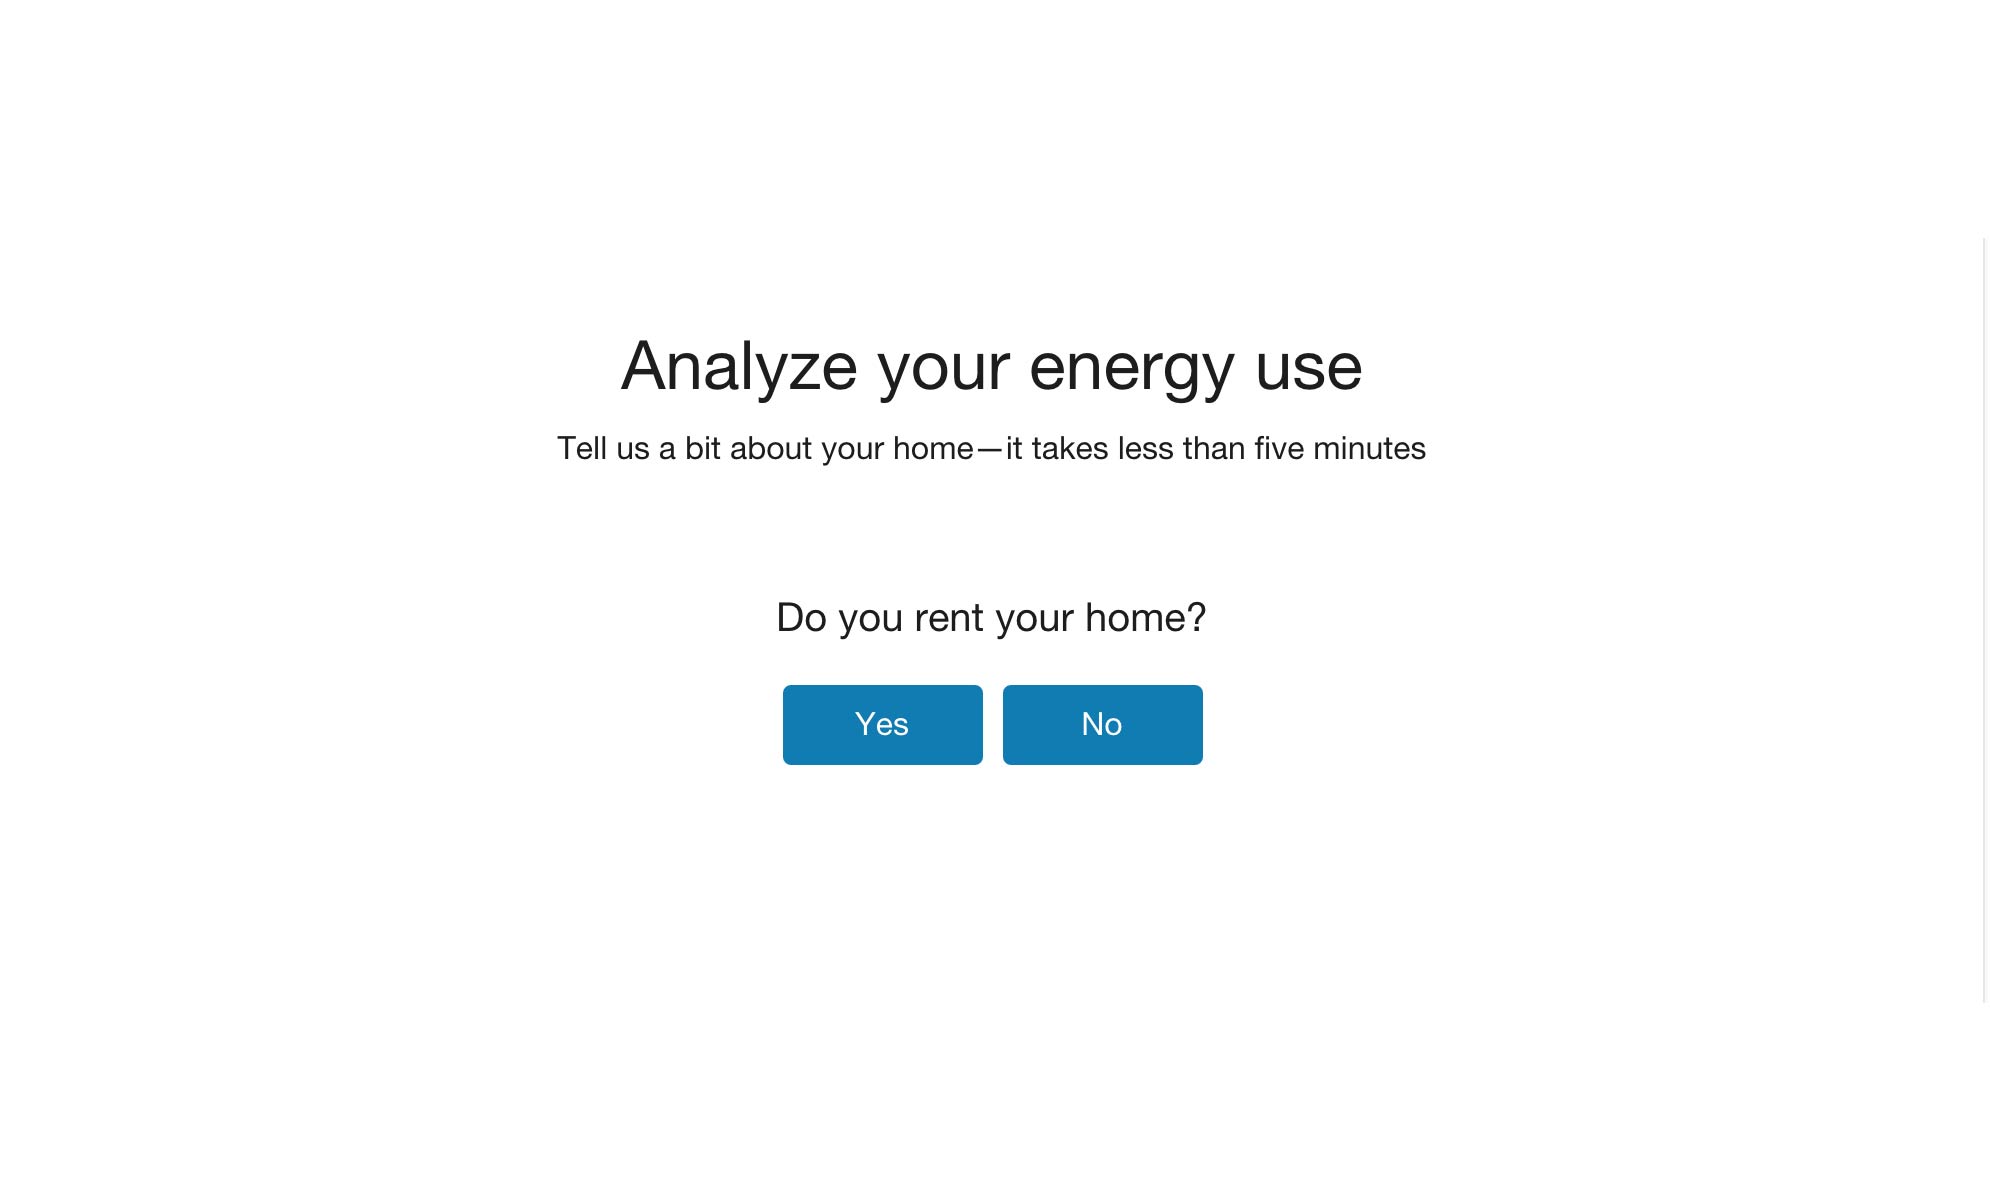 Analyze your energy use
Tell us a bit about your home—it takes less than five minutes
Do you rent your home?
Yes
No